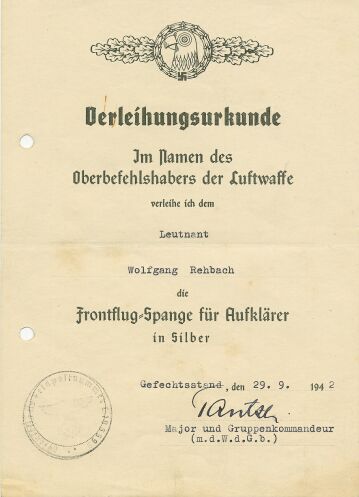 Verleihungsurkunde
Im Namen des
Oberbefehlshabers der Luftwaffe
verleihe ich dem
Leutnant
Wolfgang Rehbach
die
Frontflug-Spange für Aufklärer
in Silber
Gefechtsstand, den 29. 9. 1942
Major und Gruppenkommandeur
(m.d.W.d.G.b.)